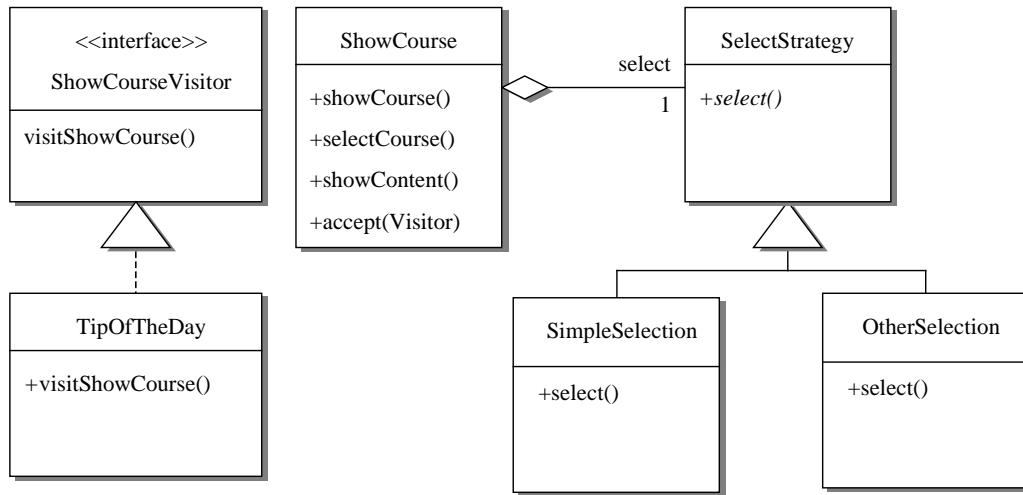 <<interface>>
ShowCourseVisitor
visitShowCourse()
ShowCourse
+showCourse()
+selectCourse()
+showContent()
+accept(Visitor)
select
1
SelectStrategy
+select()
TipOfTheDay
+visitShowCourse()
SimpleSelection
+select()
OtherSelection
+select()